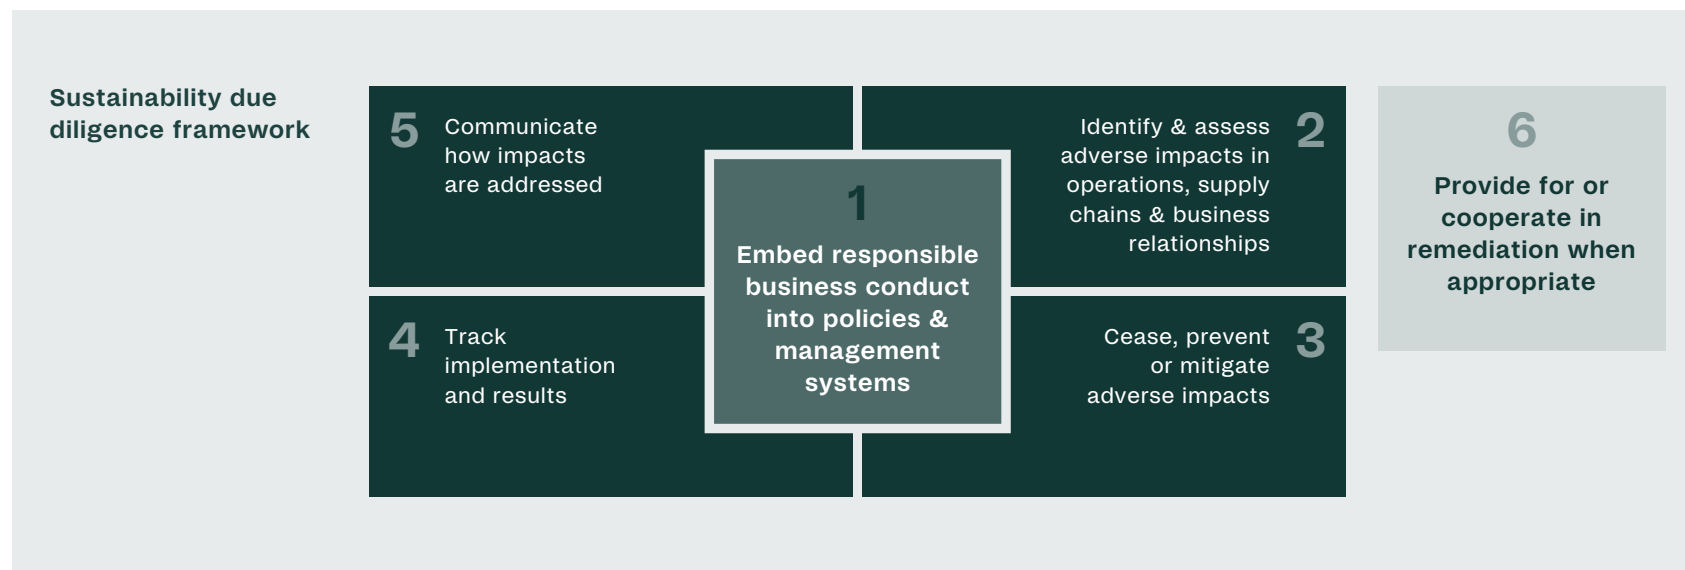 Sustainability due
diligence framework
1
Embed responsible
business conduct
into policies &
management
systems
2
Identify & assess
adverse impacts in
operations, supply
chains & business
relationships
3
Cease, prevent
or mitigate
adverse impacts
4
Track
implementation
and results
5
Communicate
how impacts
are addressed
6
Provide for or
cooperate in
remediation when
appropriate